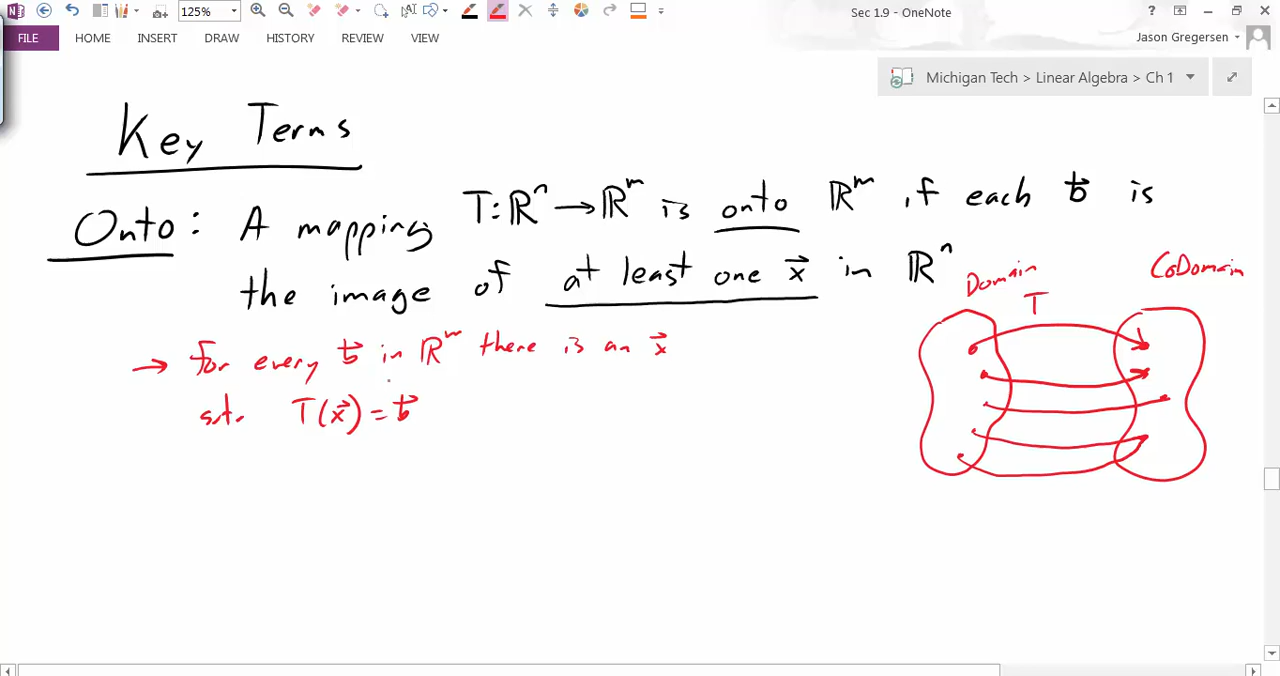 125%
Sec 1.9 - OneNote
?
FILE HOME INSERT DRAW HISTORY REVIEW VIEW
Jason Gregersen
Michigan Tech > Linear Algebra > Ch 1
Key Terms
Onto: A mapping T: ℝⁿ → ℝᵐ is onto ℝᵐ if each b⃗ is
the image of at least one x⃗ in ℝⁿ
Domain CoDomain
T
→ for every b⃗ in ℝᵐ there is an x⃗
s.t. T(x⃗) = b⃗